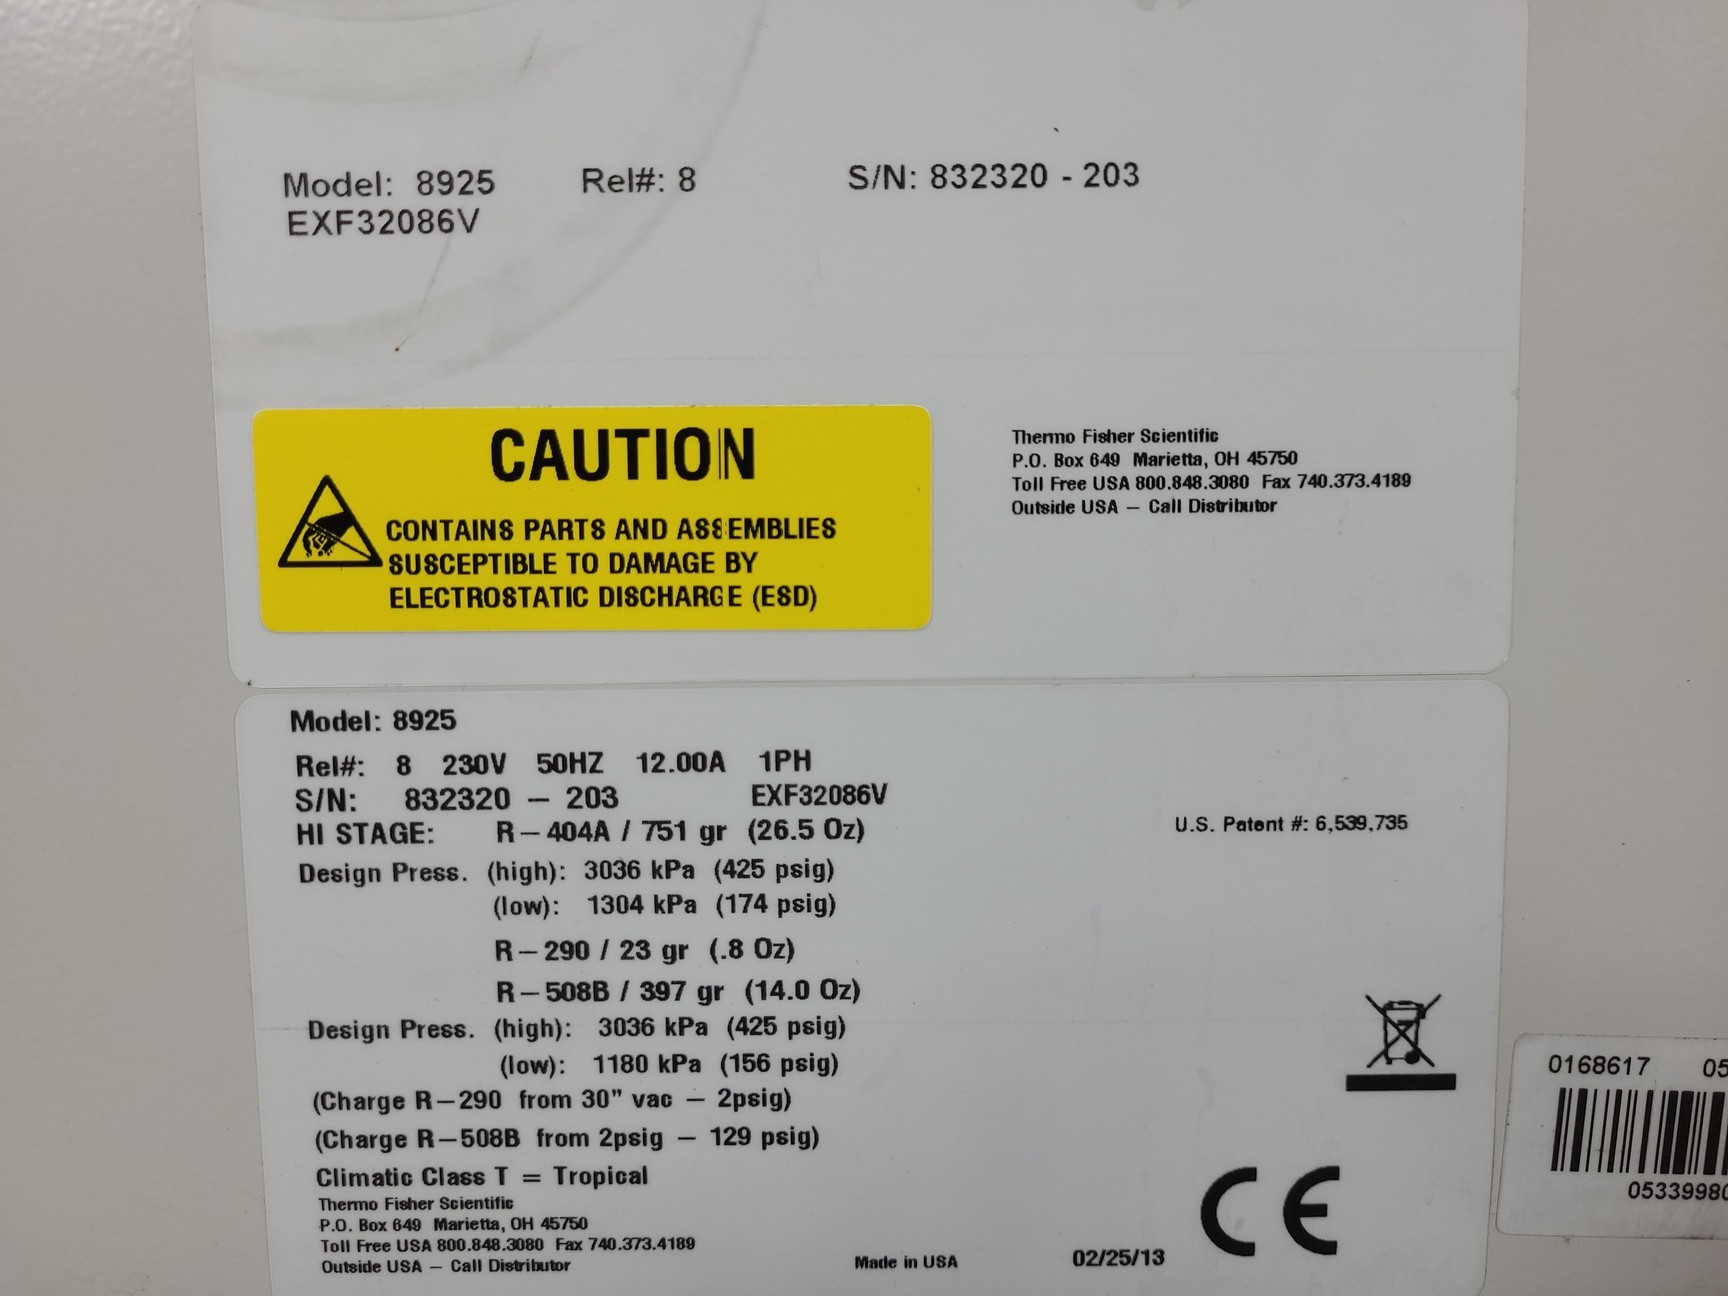 Model: 8925 Rel#: 8 S/N: 832320 - 203
EXF32086V
CAUTION
CONTAINS PARTS AND ASSEMBLIES
SUSCEPTIBLE TO DAMAGE BY
ELECTROSTATIC DISCHARGE (ESD)
Thermo Fisher Scientific
P.O. Box 649 Marietta, OH 45750
Toll Free USA 800.848.3080 Fax 740.373.4189
Outside USA – Call Distributor
Model: 8925
Rel#: 8 230V 50HZ 12.00A 1PH
S/N: 832320 – 203 EXF32086V
HI STAGE: R–404A / 751 gr (26.5 Oz)
U.S. Patent #: 6,539,735
Design Press. (high): 3036 kPa (425 psig)
(low): 1304 kPa (174 psig)
R–290 / 23 gr (.8 Oz)
R–508B / 397 gr (14.0 Oz)
Design Press. (high): 3036 kPa (425 psig)
(low): 1180 kPa (156 psig)
(Charge R–290 from 30" vac – 2psig)
(Charge R–508B from 2psig – 129 psig)
Climatic Class T = Tropical
Thermo Fisher Scientific
P.O. Box 649 Marietta, OH 45750
Toll Free USA 800.848.3080 Fax 740.373.4189
Outside USA – Call Distributor
Made in USA 02/25/13
CE
0168617 05
0533998